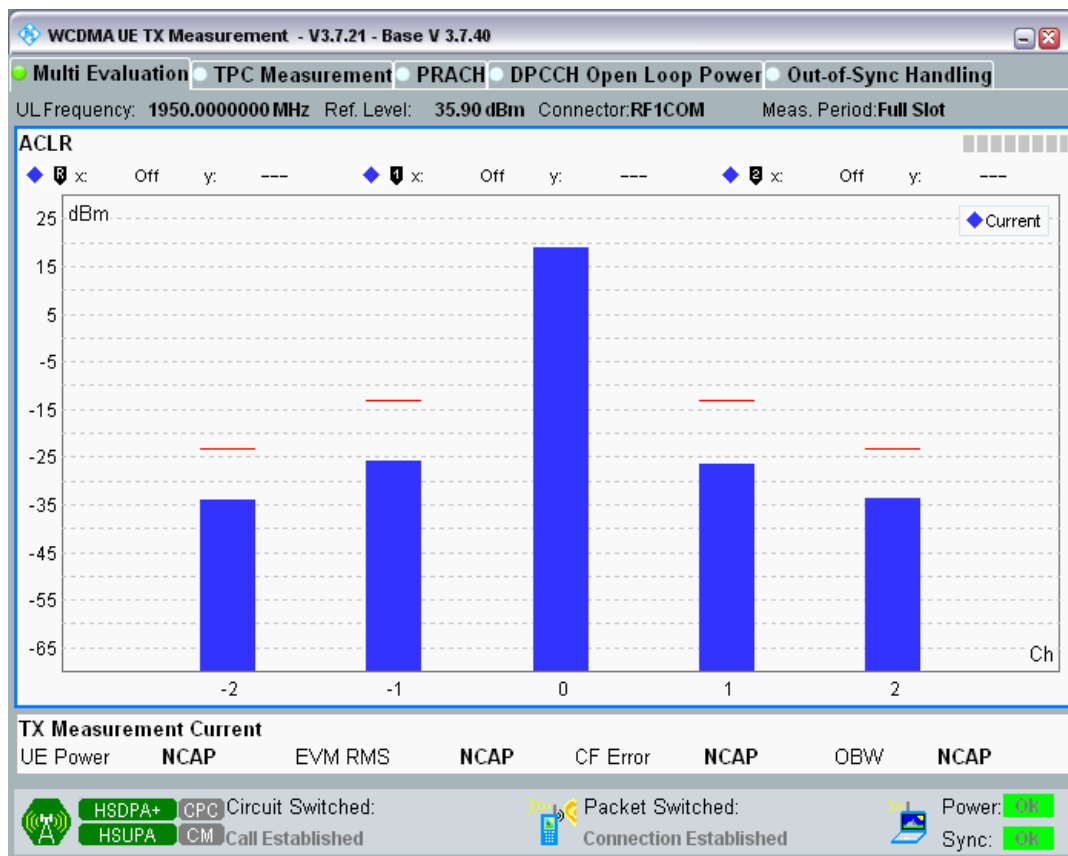 WCDMA UE TX Measurement - V3.7.21 - Base V 3.7.40
Multi Evaluation TPC Measurement PRACH DPCCH Open Loop Power Out-of-Sync Handling
UL Frequency: 1950.0000000 MHz Ref. Level: 35.90 dBm Connector:RF1COM Meas. Period:Full Slot
ACLR
R x: Off y: --- 1 x: Off y: --- 2 x: Off y: ---
dBm
Current
25
15
5
-5
-15
-25
-35
-45
-55
-65
Ch
-2 -1 0 1 2
TX Measurement Current
UE Power NCAP EVM RMS NCAP CF Error NCAP OBW NCAP
HSDPA+ CPC Circuit Switched: Packet Switched: Power: OK
HSUPA CM Call Established Connection Established Sync: OK